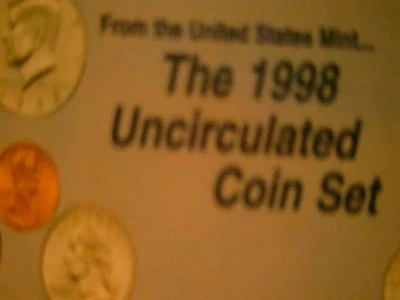 From the United States Mint...
The 1998
Uncirculated
Coin Set